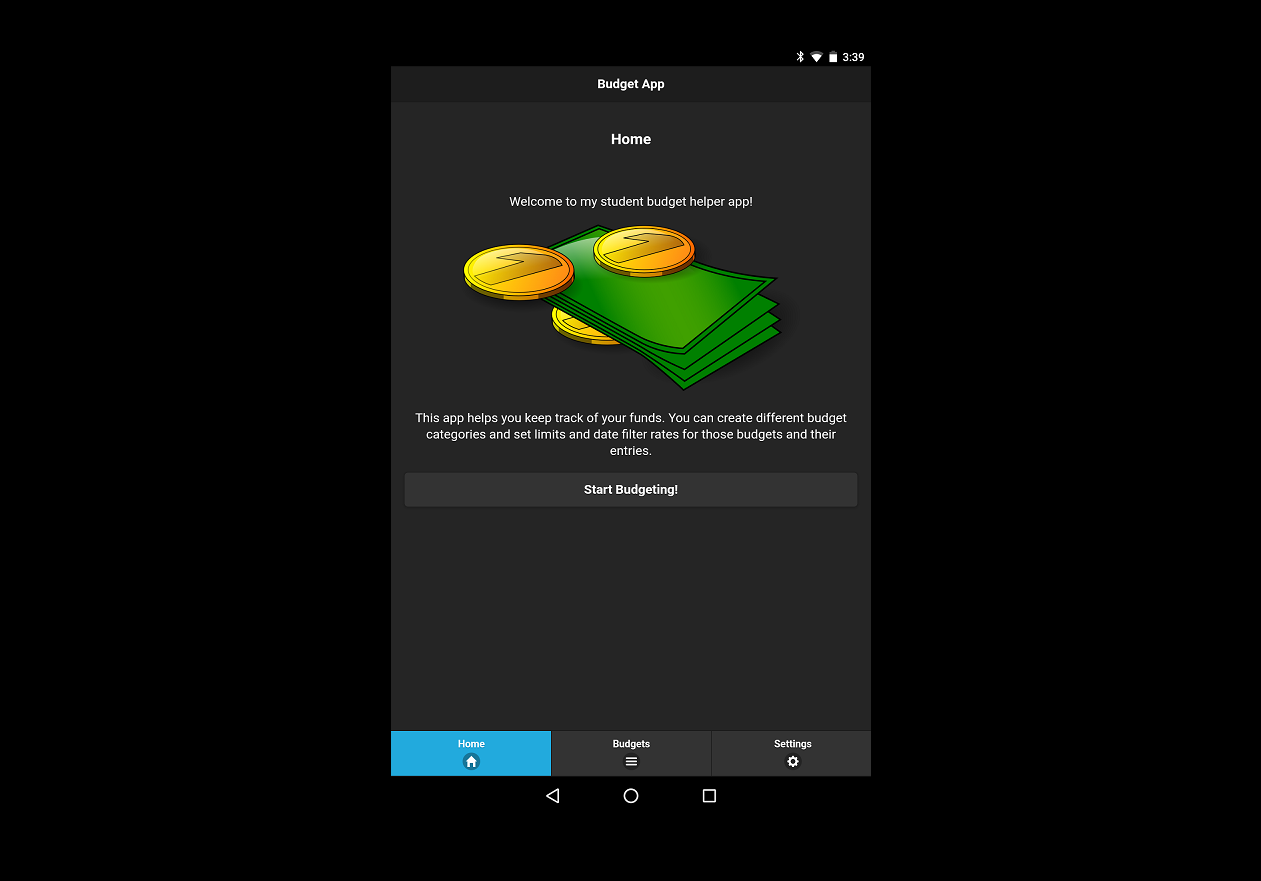 3:39
Budget App
Home
Welcome to my student budget helper app!
This app helps you keep track of your funds. You can create different budget
categories and set limits and date filter rates for those budgets and their
entries.
Start Budgeting!
Home
Budgets
Settings